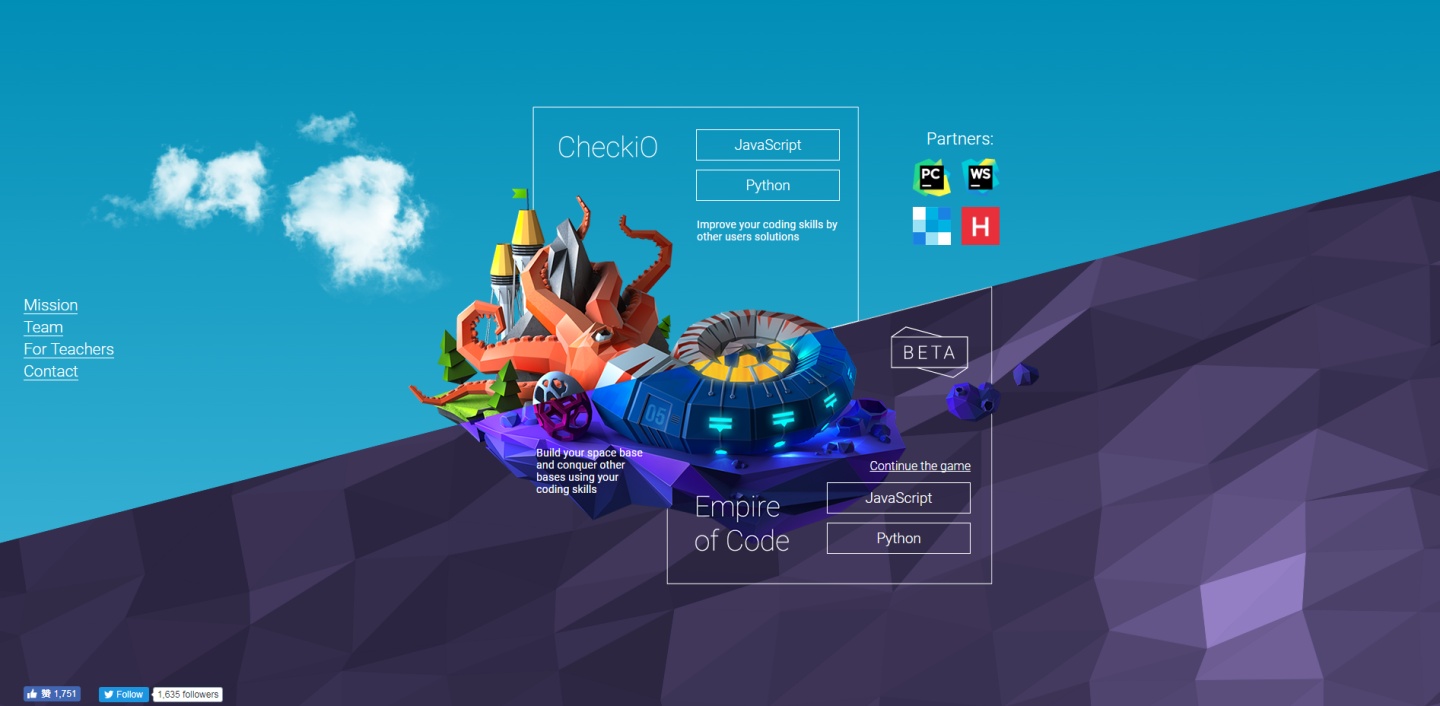 CheckiO
JavaScript
Python
Improve your coding skills by
other users solutions
Partners:
PC
WS
H
Mission
Team
For Teachers
Contact
BETA
05
Build your space base
and conquer other
bases using your
coding skills
Continue the game
Empire
of Code
JavaScript
Python
赞 1,751
Follow
1,635 followers